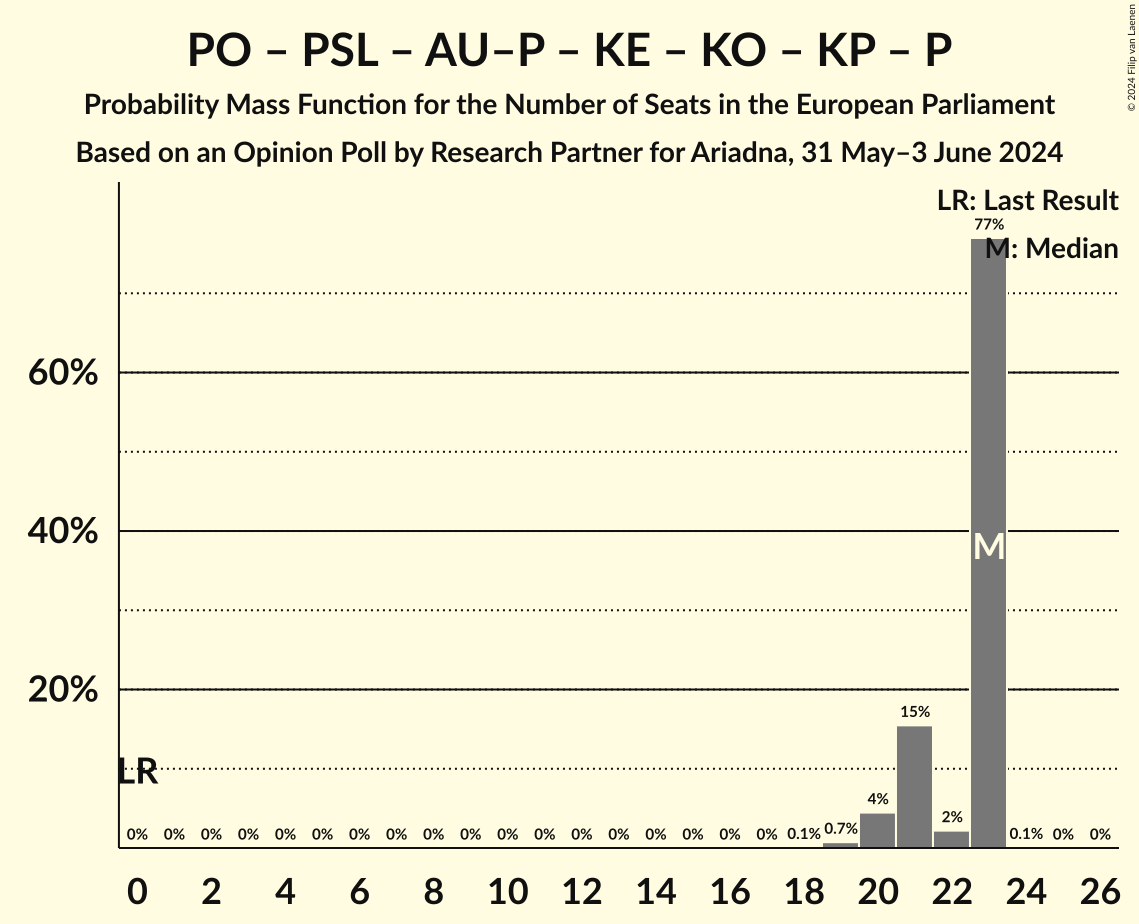 PO – PSL – AU–P – KE – KO – KP – P
Probability Mass Function for the Number of Seats in the European Parliament
Based on an Opinion Poll by Research Partner for Ariadna, 31 May–3 June 2024
© 2024 Filip van Laenen
LR: Last Result
77%
M: Median
60%
40%
M
20%
15%
LR
4%
2%
0% 0% 0% 0% 0% 0% 0% 0% 0% 0% 0% 0% 0% 0% 0% 0% 0% 0% 0.1% 0.7% 0.1% 0% 0%
0 2 4 6 8 10 12 14 16 18 20 22 24 26